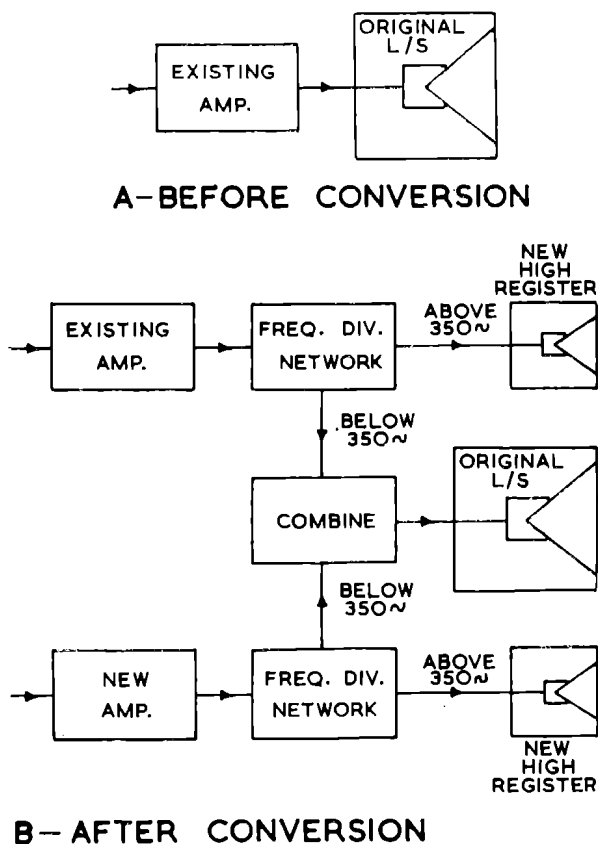 ORIGINAL
L/S
EXISTING
AMP.
A-BEFORE CONVERSION
NEW
HIGH
REGISTER
EXISTING
AMP.
FREQ. DIV.
NETWORK
ABOVE
350~
BELOW
350~
ORIGINAL
L/S
COMBINE
BELOW
350~
NEW
AMP.
FREQ. DIV.
NETWORK
ABOVE
350~
NEW
HIGH
REGISTER
B-AFTER CONVERSION